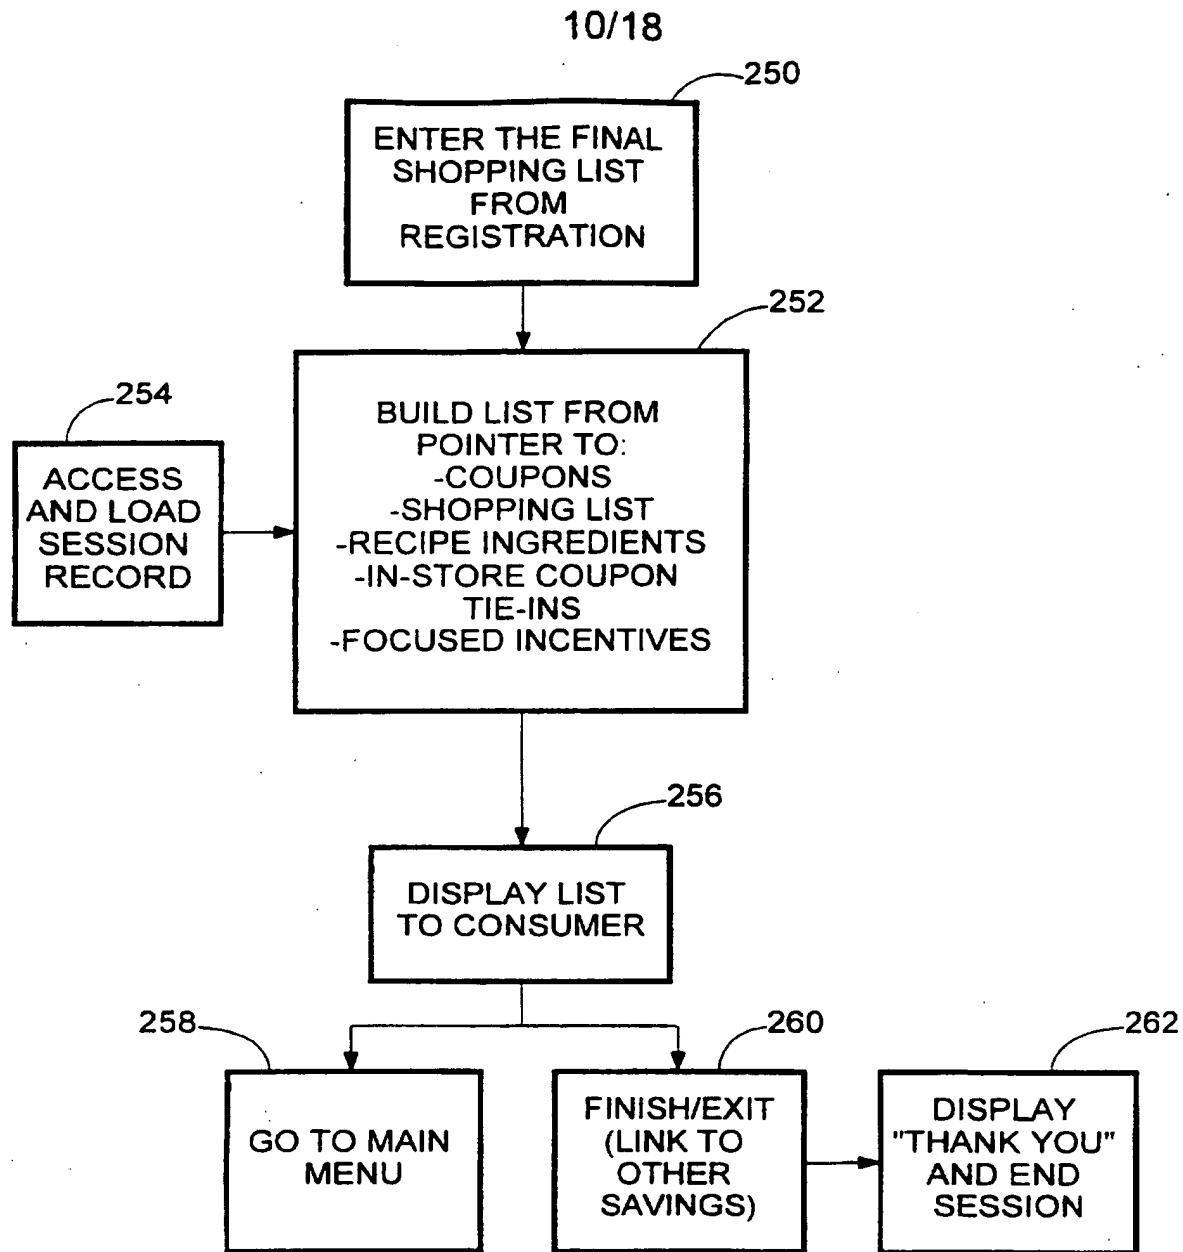 10/18
250
ENTER THE FINAL
SHOPPING LIST
FROM
REGISTRATION
252
BUILD LIST FROM
POINTER TO:
-COUPONS
-SHOPPING LIST
-RECIPE INGREDIENTS
-IN-STORE COUPON
TIE-INS
-FOCUSED INCENTIVES
254
ACCESS
AND LOAD
SESSION
RECORD
256
DISPLAY LIST
TO CONSUMER
258
GO TO MAIN
MENU
260
FINISH/EXIT
(LINK TO
OTHER
SAVINGS)
262
DISPLAY
"THANK YOU"
AND END
SESSION